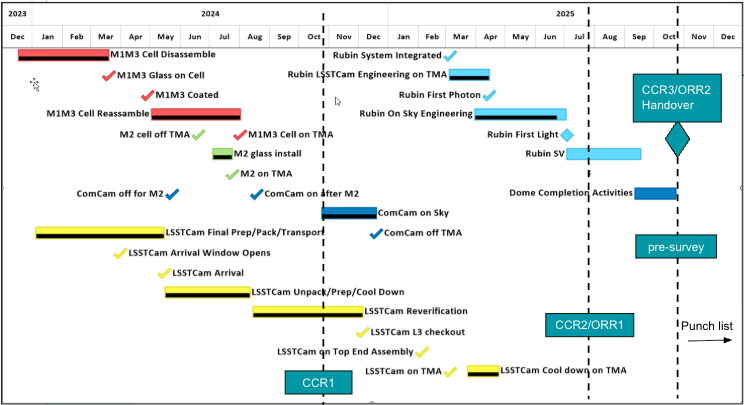 2023 2024 2025
Dec Jan Feb Mar Apr May Jun Jul Aug Sep Oct Nov Dec Jan Feb Mar Apr May Jun Jul Aug Sep Oct Nov Dec
M1M3 Cell Disassemble
Rubin System Integrated
M1M3 Glass on Cell
Rubin LSSTCam Engineering on TMA
M1M3 Coated
Rubin First Photon
CCR3/ORR2
Handover
M1M3 Cell Reassamble
Rubin On Sky Engineering
M2 cell off TMA
M1M3 Cell on TMA
Rubin First Light
M2 glass install
Rubin SV
M2 on TMA
ComCam off for M2
ComCam on after M2
Dome Completion Activities
ComCam on Sky
LSSTCam Final Prep/Pack/Transport
ComCam off TMA
pre-survey
LSSTCam Arrival Window Opens
LSSTCam Arrival
LSSTCam Unpack/Prep/Cool Down
LSSTCam Reverification
CCR2/ORR1
Punch list
LSSTCam L3 checkout
LSSTCam on Top End Assembly
LSSTCam on TMA
LSSTCam Cool down on TMA
CCR1